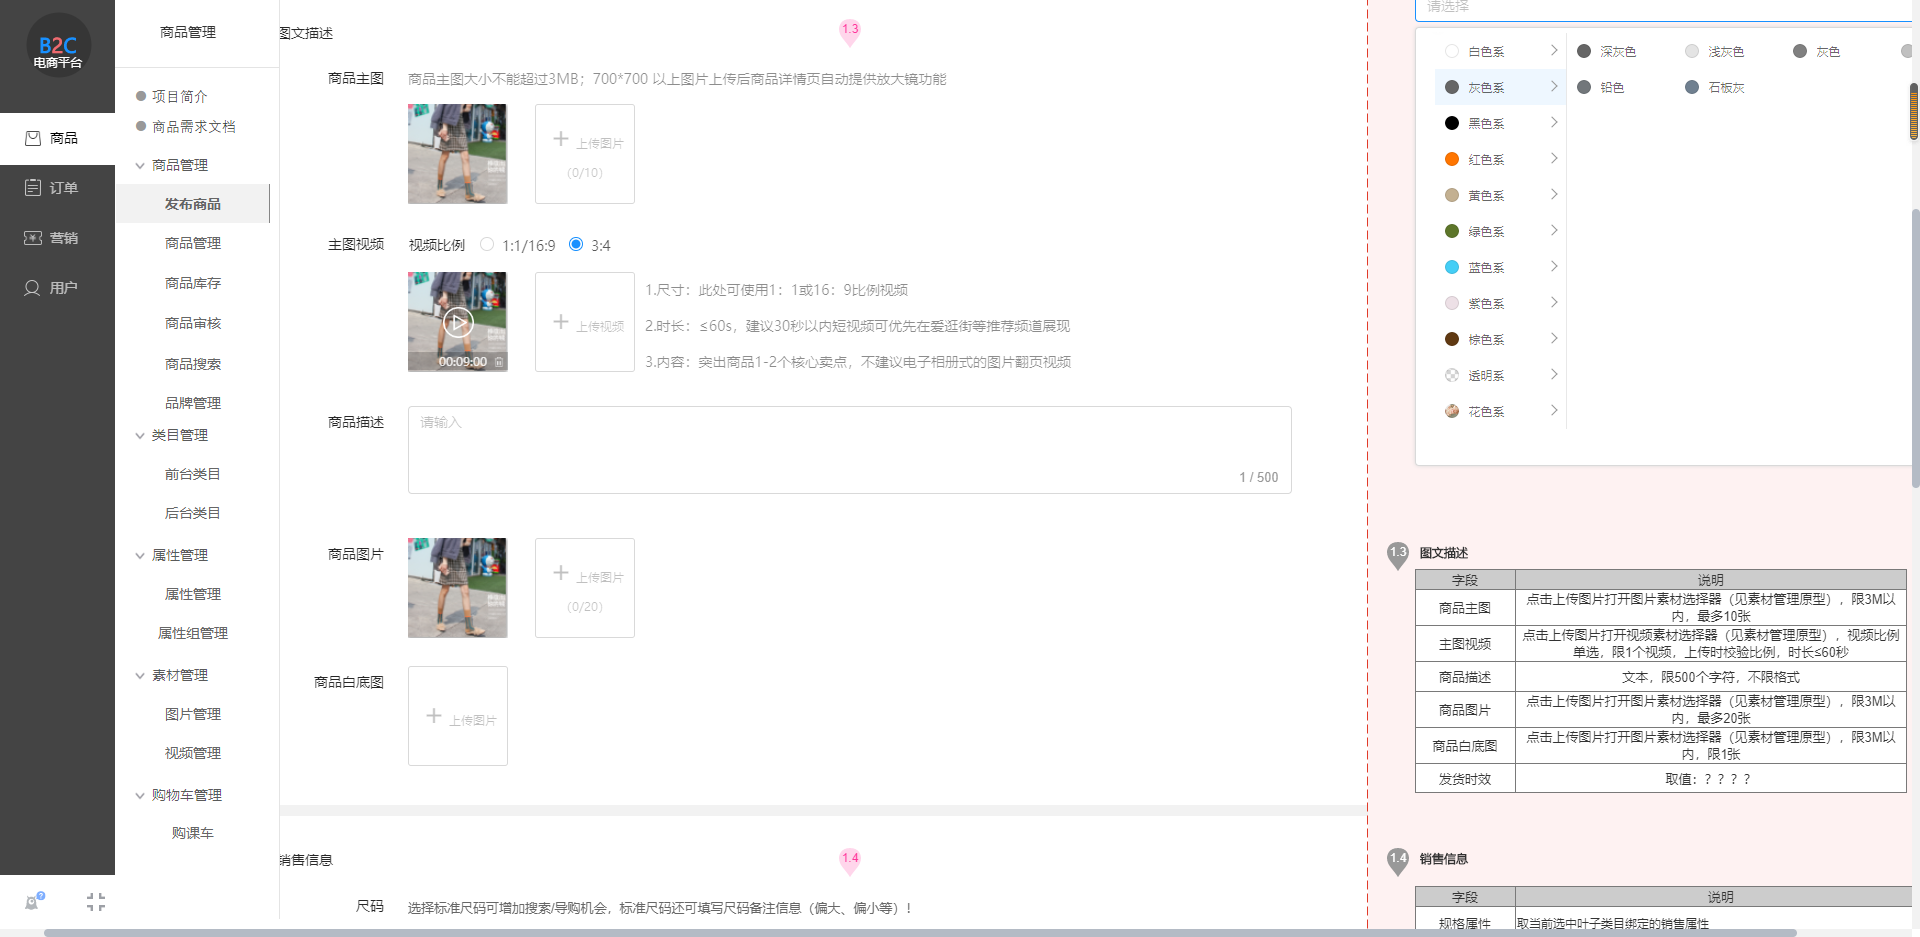 B2C
电商平台
商品
订单
营销
用户
商品管理
项目简介
商品需求文档
商品管理
发布商品
商品管理
商品库存
商品审核
商品搜索
品牌管理
类目管理
前台类目
后台类目
属性管理
属性管理
属性组管理
素材管理
图片管理
视频管理
购物车管理
购课车
图文描述
1.3
商品主图
商品主图大小不能超过3MB；700*700 以上图片上传后商品详情页自动提供放大镜功能
上传图片
(0/10)
主图视频
视频比例
1:1/16:9
3:4
00:09:00
上传视频
1.尺寸：此处可使用1：1或16：9比例视频
2.时长：≤60s，建议30秒以内短视频可优先在爱逛街等推荐频道展现
3.内容：突出商品1-2个核心卖点，不建议电子相册式的图片翻页视频
商品描述
请输入
1 / 500
商品图片
上传图片
(0/20)
商品白底图
上传图片
销售信息
1.4
尺码
选择标准尺码可增加搜索/导购机会，标准尺码还可填写尺码备注信息（偏大、偏小等）！
请选择
白色系
灰色系
黑色系
红色系
黄色系
绿色系
蓝色系
紫色系
棕色系
透明系
花色系
深灰色
浅灰色
灰色
铅色
石板灰
1.3
图文描述
字段
说明
商品主图
点击上传图片打开图片素材选择器（见素材管理原型），限3M以
内，最多10张
主图视频
点击上传图片打开视频素材选择器（见素材管理原型），视频比例
单选，限1个视频，上传时校验比例，时长≤60秒
商品描述
文本，限500个字符，不限格式
商品图片
点击上传图片打开图片素材选择器（见素材管理原型），限3M以
内，最多20张
商品白底图
点击上传图片打开图片素材选择器（见素材管理原型），限3M以
内，限1张
发货时效
取值：？？？？
1.4
销售信息
字段
说明
规格属性
取当前选中叶子类目绑定的销售属性